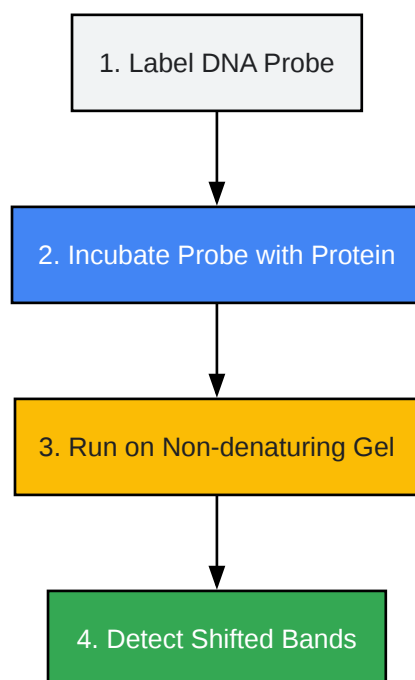 1. Label DNA Probe
2. Incubate Probe with Protein
3. Run on Non-denaturing Gel
4. Detect Shifted Bands